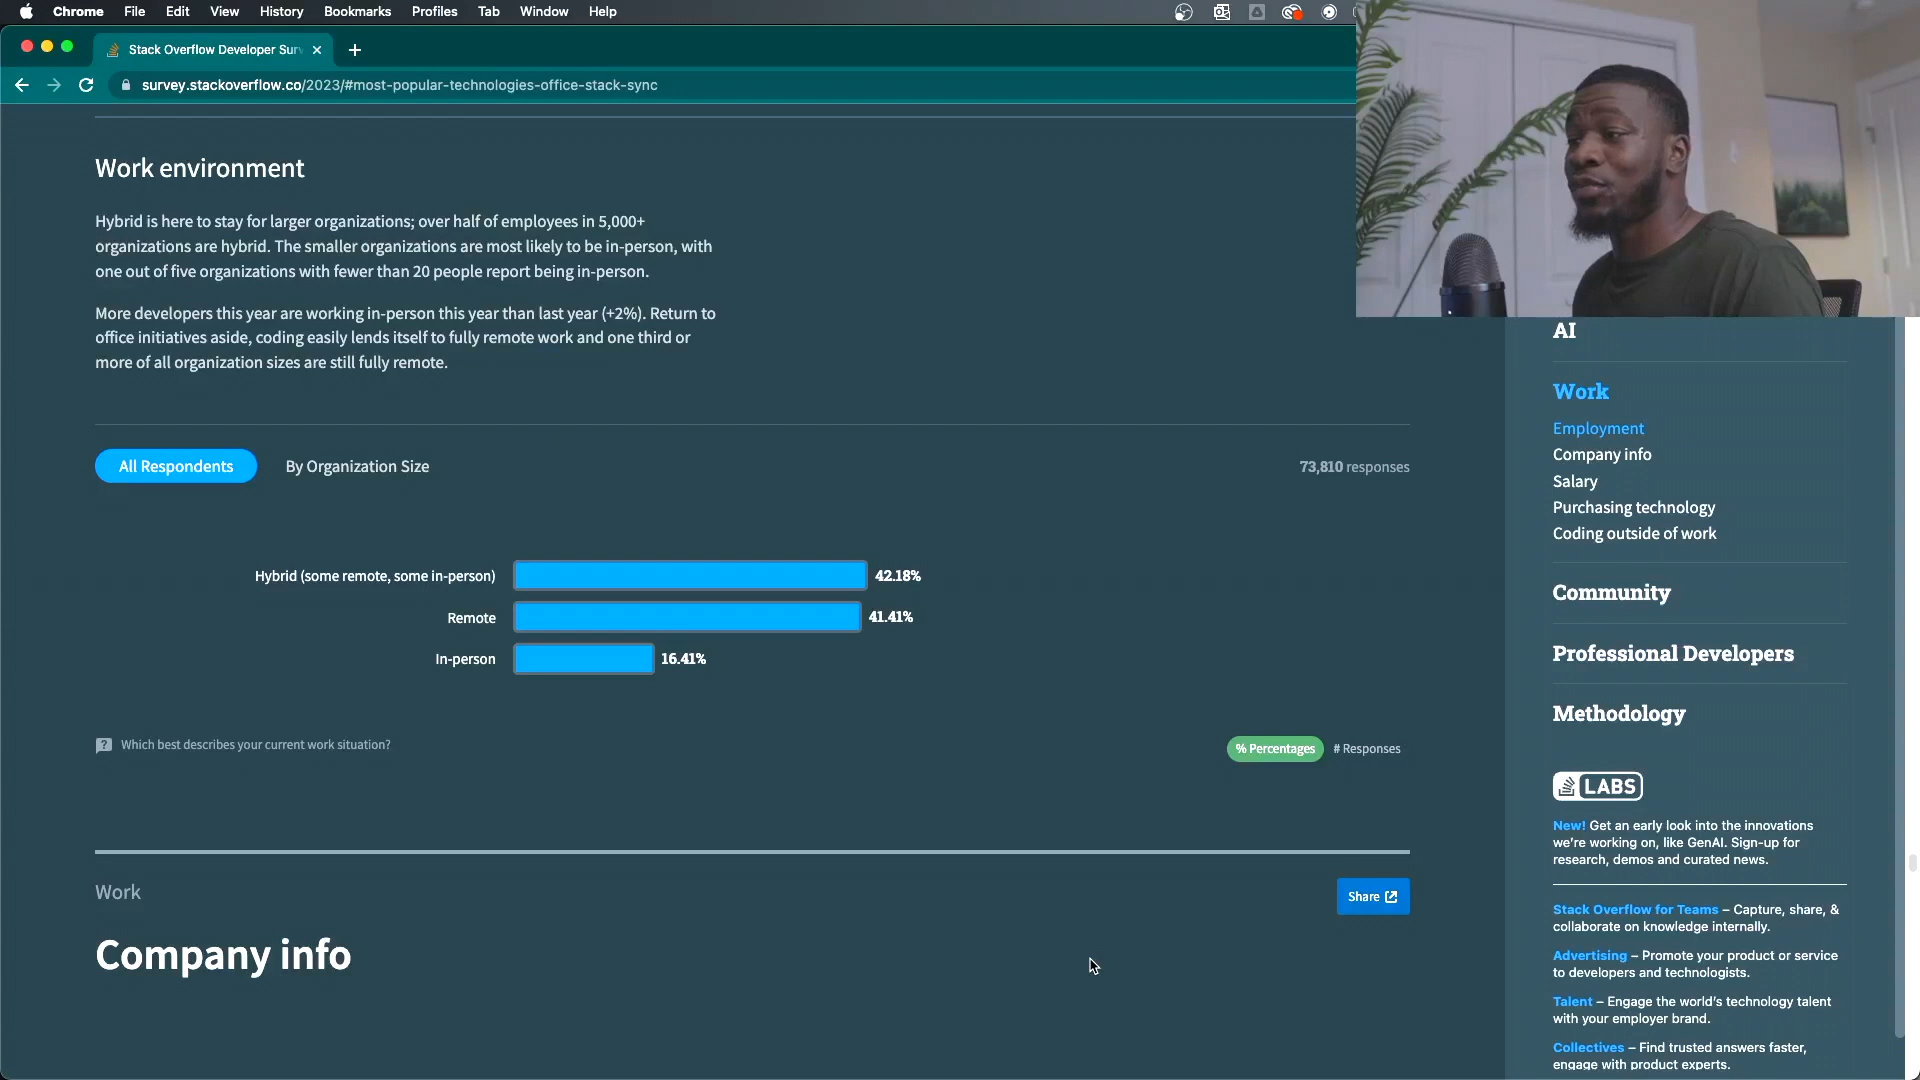 Chrome File Edit View History Bookmarks Profiles Tab Window Help
Stack Overflow Developer Sur
survey.stackoverflow.co/2023/#most-popular-technologies-office-stack-sync
Work environment
Hybrid is here to stay for larger organizations; over half of employees in 5,000+
organizations are hybrid. The smaller organizations are most likely to be in-person, with
one out of five organizations with fewer than 20 people report being in-person.
More developers this year are working in-person this year than last year (+2%). Return to
office initiatives aside, coding easily lends itself to fully remote work and one third or
more of all organization sizes are still fully remote.
All Respondents By Organization Size 73,810 responses
Hybrid (some remote, some in-person) 42.18%
Remote 41.41%
In-person 16.41%
? Which best describes your current work situation?
% Percentages # Responses
Work
Share
Company info
AI
Work
Employment
Company info
Salary
Purchasing technology
Coding outside of work
Community
Professional Developers
Methodology
LABS
New! Get an early look into the innovations
we're working on, like GenAI. Sign-up for
research, demos and curated news.
Stack Overflow for Teams – Capture, share, &
collaborate on knowledge internally.
Advertising – Promote your product or service
to developers and technologists.
Talent – Engage the world's technology talent
with your employer brand.
Collectives – Find trusted answers faster,
engage with product experts.